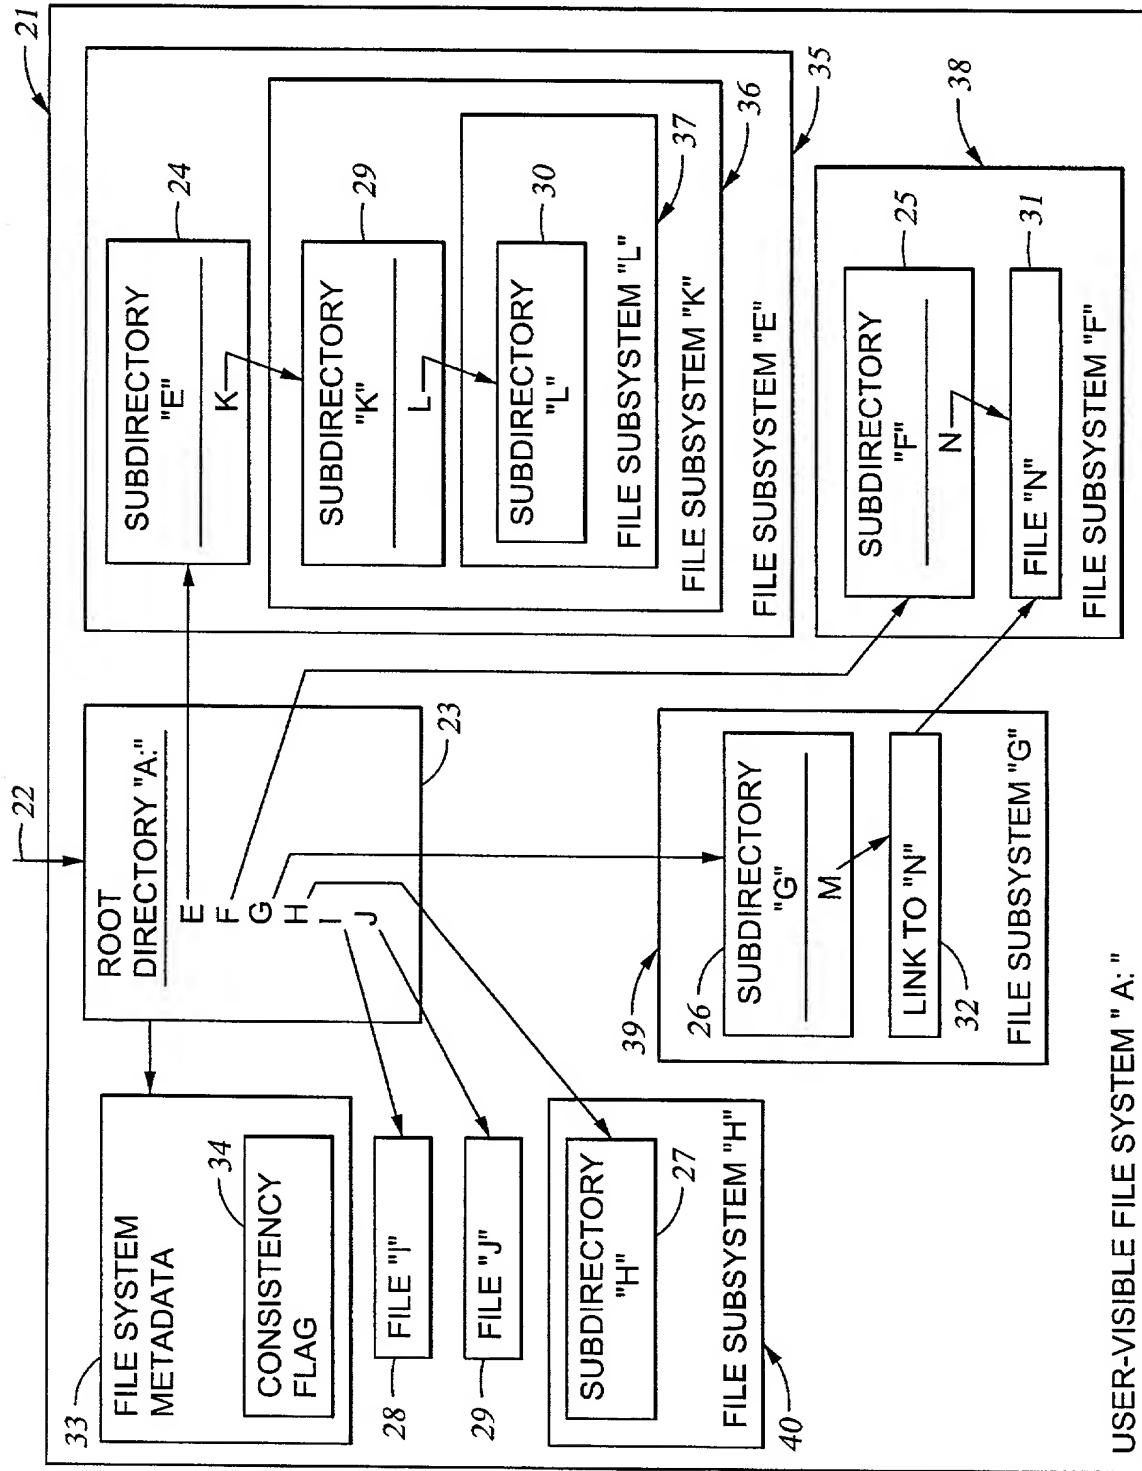 22
21
ROOT
DIRECTORY "A:"
E
F
G
H
I
J
23
33
FILE SYSTEM
METADATA
34
CONSISTENCY
FLAG
28
FILE "I"
29
FILE "J"
SUBDIRECTORY
"H"
27
FILE SUBSYSTEM "H"
40
39
26
SUBDIRECTORY
"G"
M
LINK TO "N"
32
FILE SUBSYSTEM "G"
SUBDIRECTORY
"E"
K
24
SUBDIRECTORY
"K"
L
29
SUBDIRECTORY
"L"
30
FILE SUBSYSTEM "L"
37
FILE SUBSYSTEM "K"
36
FILE SUBSYSTEM "E"
35
38
SUBDIRECTORY
"F"
N
25
FILE "N"
31
FILE SUBSYSTEM "F"
USER-VISIBLE FILE SYSTEM " A: "